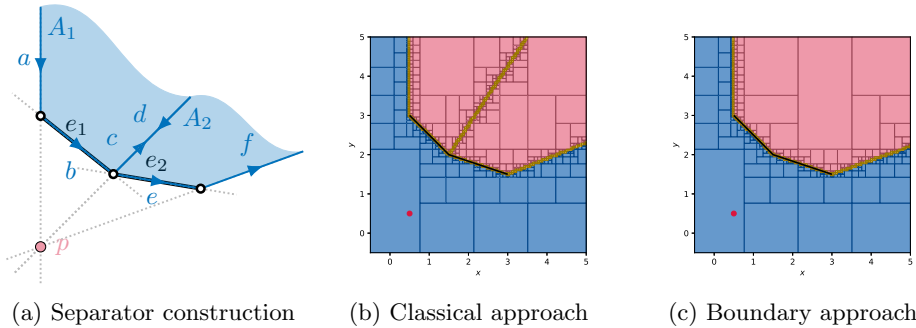 A1
a
e1
c
d
A2
b
e2
e
f
p
5
4
3
2
1
0
y
0 1 2 3 4 5
x
5
4
3
2
1
0
y
0 1 2 3 4 5
x
(a) Separator construction (b) Classical approach (c) Boundary approach